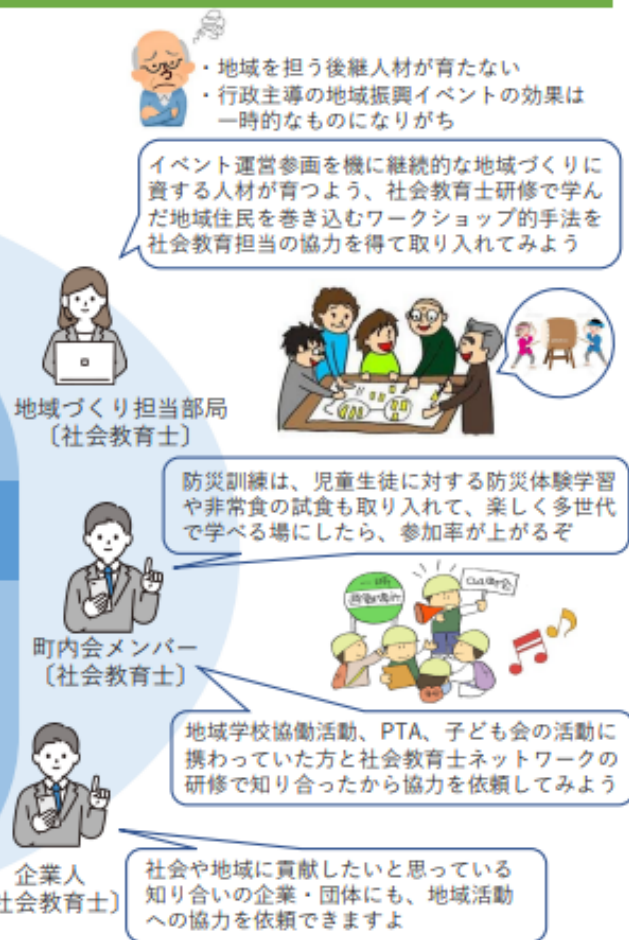 ・地域を担う後継人材が育たない
・行政主導の地域振興イベントの効果は
一時的なものになりがち
イベント運営参画を機に継続的な地域づくりに
資する人材が育つよう、社会教育士研修で学ん
だ地域住民を巻き込むワークショップ的手法を
社会教育担当の協力を得て取り入れてみよう
地域づくり担当部局
〔社会教育士〕
防災訓練は、児童生徒に対する防災体験学習
や非常食の試食も取り入れて、楽しく多世代
で学べる場にしたら、参加率が上がるぞ
町内会メンバー
〔社会教育士〕
地域学校協働活動、PTA、子ども会の活動に
携わっていた方と社会教育士ネットワークの
研修で知り合ったから協力を依頼してみよう
企業人
社会教育士〕
社会や地域に貢献したいと思っている
知り合いの企業・団体にも、地域活動
への協力を依頼できますよ